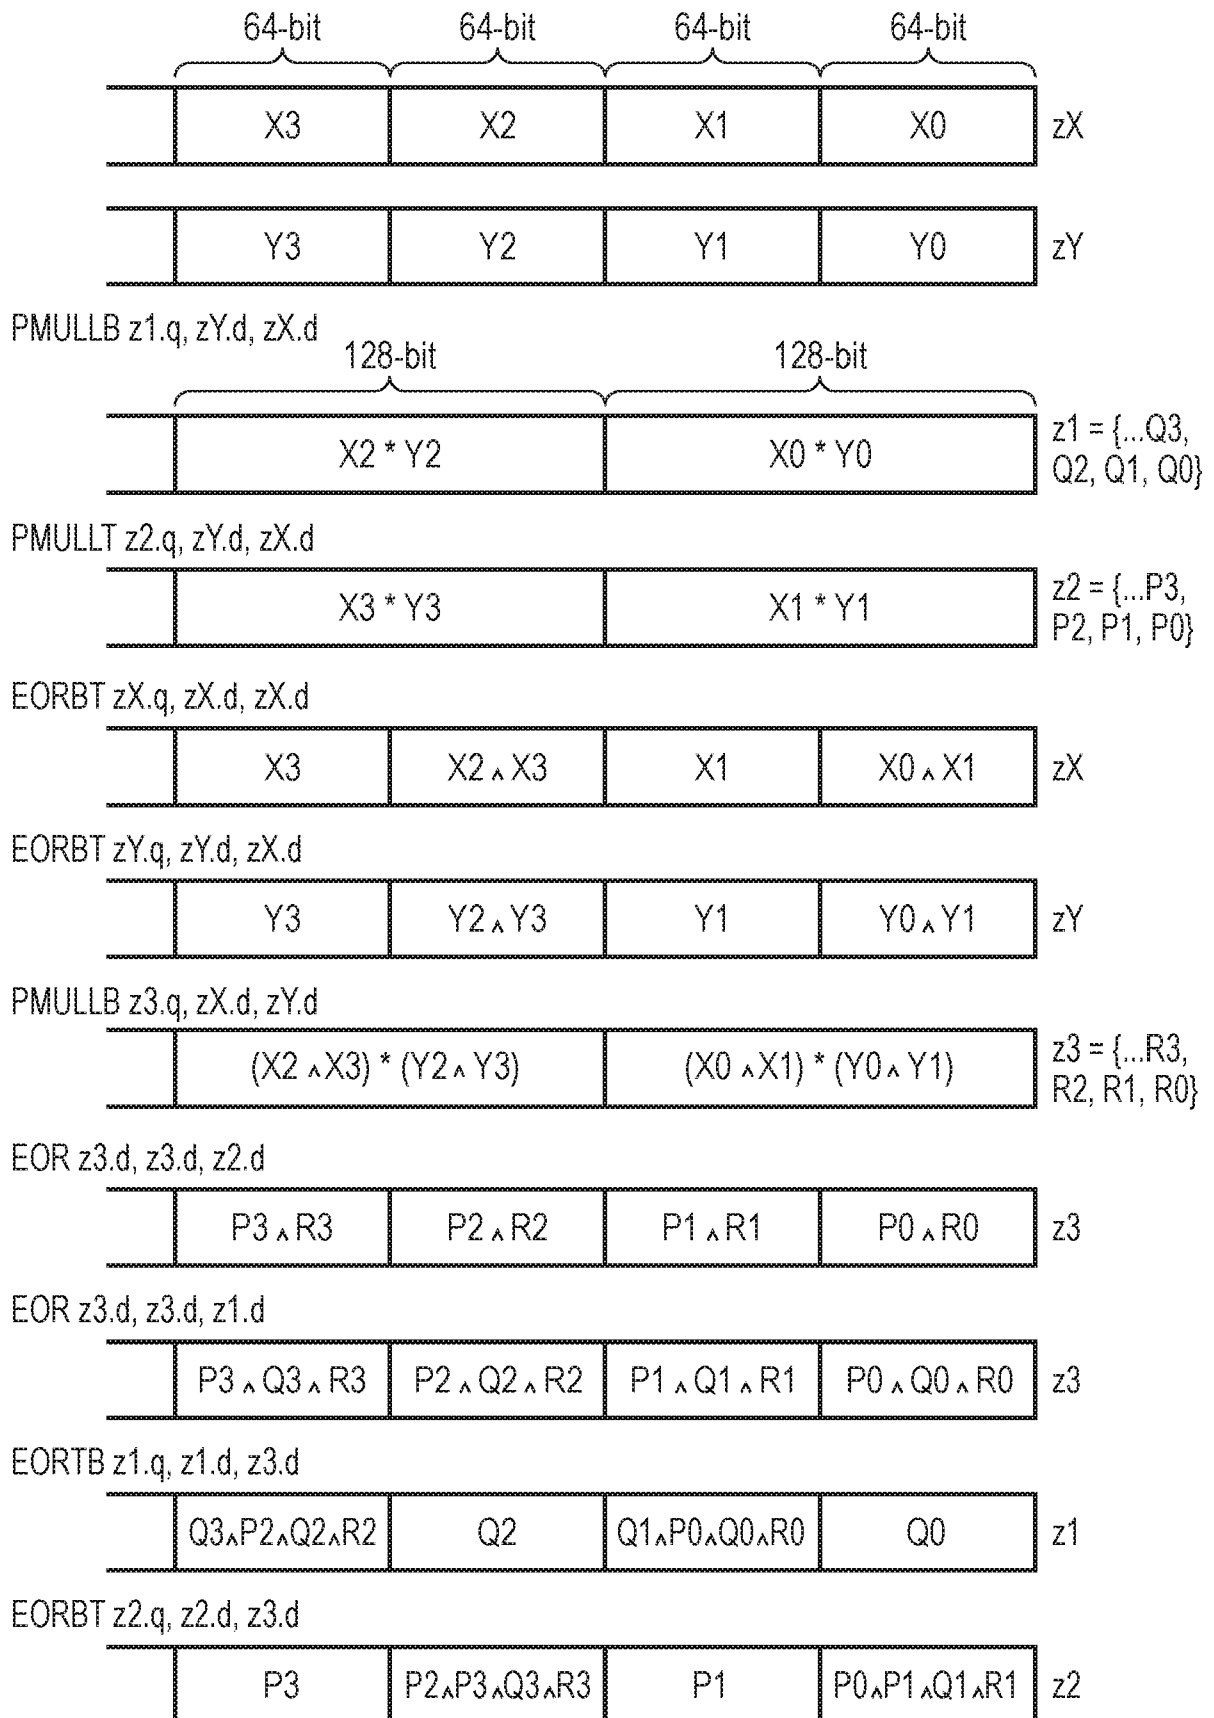 64-bit 64-bit 64-bit 64-bit
X3 X2 X1 X0 zX
Y3 Y2 Y1 Y0 zY
PMULLB z1.q, zY.d, zX.d
128-bit 128-bit
X2 * Y2 X0 * Y0 z1 = {...Q3,
Q2, Q1, Q0}
PMULLT z2.q, zY.d, zX.d
X3 * Y3 X1 * Y1 z2 = {...P3,
P2, P1, P0}
EORBT zX.q, zX.d, zX.d
X3 X2 ^ X3 X1 X0 ^ X1 zX
EORBT zY.q, zY.d, zX.d
Y3 Y2 ^ Y3 Y1 Y0 ^ Y1 zY
PMULLB z3.q, zX.d, zY.d
(X2 ^ X3) * (Y2 ^ Y3) (X0 ^ X1) * (Y0 ^ Y1) z3 = {...R3,
R2, R1, R0}
EOR z3.d, z3.d, z2.d
P3 ^ R3 P2 ^ R2 P1 ^ R1 P0 ^ R0 z3
EOR z3.d, z3.d, z1.d
P3 ^ Q3 ^ R3 P2 ^ Q2 ^ R2 P1 ^ Q1 ^ R1 P0 ^ Q0 ^ R0 z3
EORTB z1.q, z1.d, z3.d
Q3^P2^Q2^R2 Q2 Q1^P0^Q0^R0 Q0 z1
EORBT z2.q, z2.d, z3.d
P3 P2^P3^Q3^R3 P1 P0^P1^Q1^R1 z2